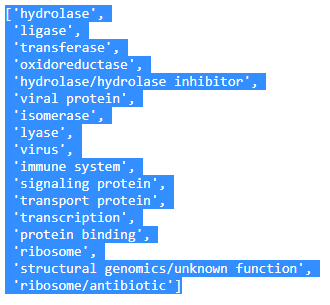 ['hydrolase',
'ligase',
'transferase',
'oxidoreductase',
'hydrolase/hydrolase inhibitor',
'viral protein',
'isomerase',
'lyase',
'virus',
'immune system',
'signaling protein',
'transport protein',
'transcription',
'protein binding',
'ribosome',
'structural genomics/unknown function',
'ribosome/antibiotic']